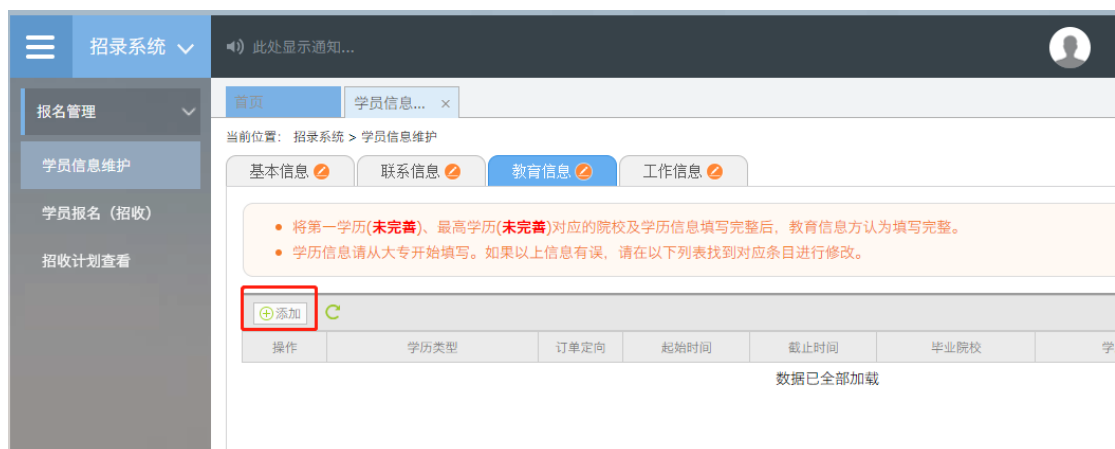 招录系统
此处显示通知...
报名管理
学员信息维护
学员报名（招收）
招收计划查看
首页
学员信息... ×
当前位置： 招录系统 > 学员信息维护
基本信息 联系信息 教育信息 工作信息
将第一学历(未完善)、最高学历(未完善)对应的院校及学历信息填写完整后，教育信息方认为填写完整。
学历信息请从大专开始填写。如果以上信息有误，请在以下列表找到对应条目进行修改。
添加
操作 学历类型 订单定向 起始时间 截止时间 毕业院校 学
数据已全部加载